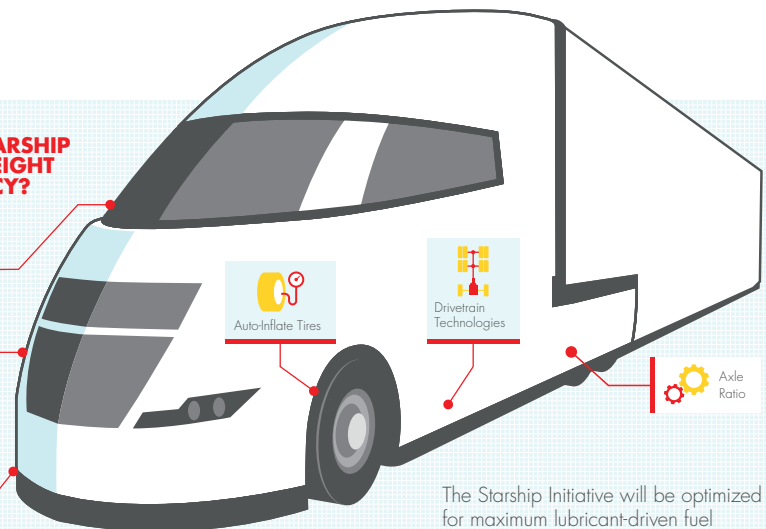 ARSHIP
EIGHT
CY?
Auto-Inflate Tires
Drivetrain
Technologies
Axle
Ratio
The Starship Initiative will be optimized
for maximum lubricant-driven fuel